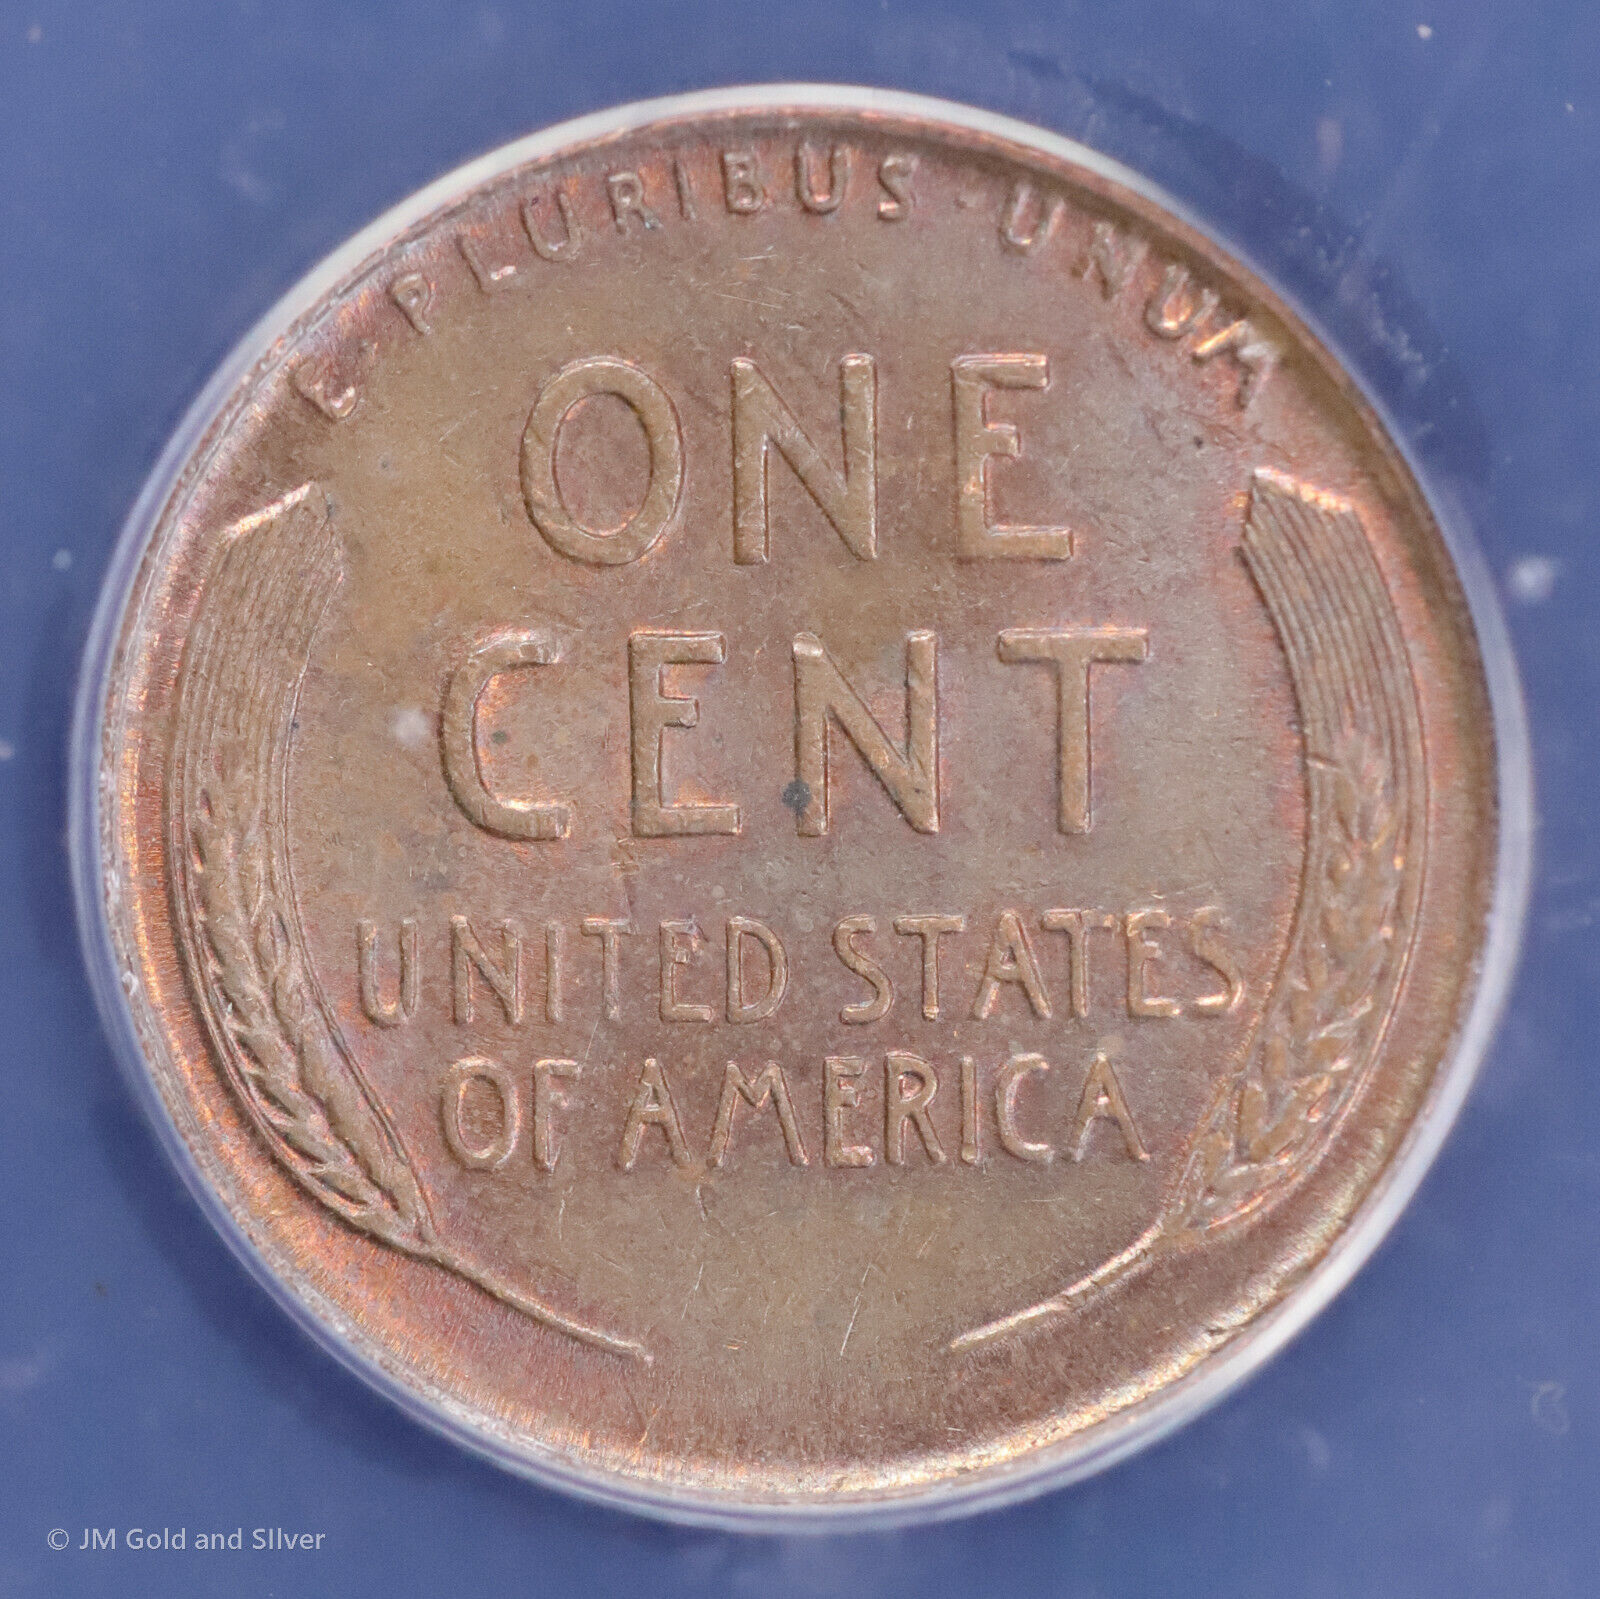 E PLURIBUS · UNUM
ONE
CENT
UNITED STATES
OF AMERICA
© JM Gold and SIlver